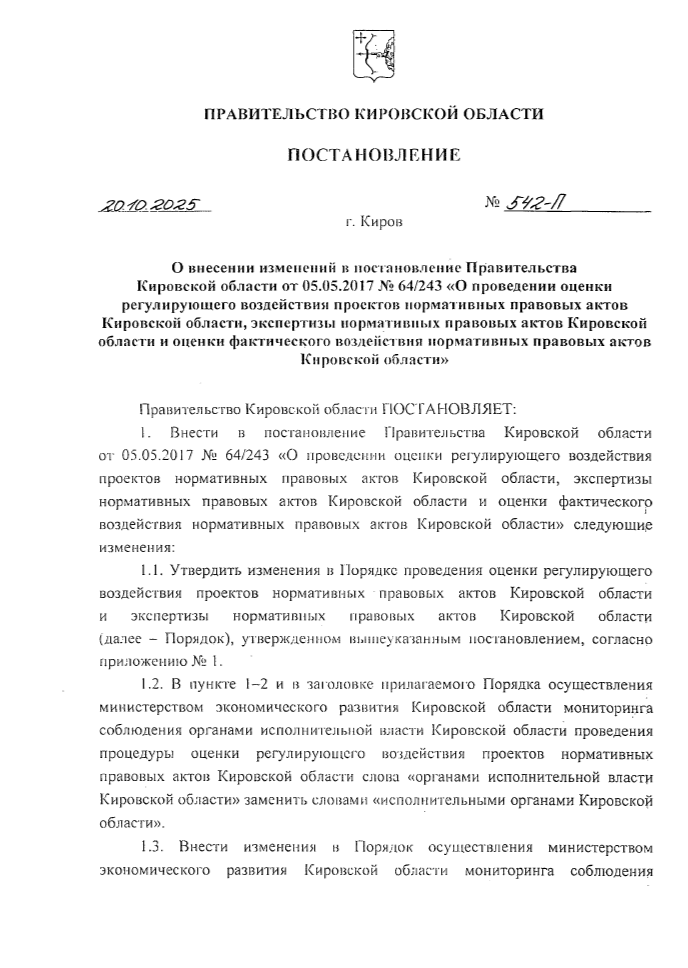 ПРАВИТЕЛЬСТВО КИРОВСКОЙ ОБЛАСТИ
ПОСТАНОВЛЕНИЕ
20.10.2025 № 542-П
г. Киров
О внесении изменений в постановление Правительства
Кировской области от 05.05.2017 № 64/243 «О проведении оценки
регулирующего воздействия проектов нормативных правовых актов
Кировской области, экспертизы нормативных правовых актов Кировской
области и оценки фактического воздействия нормативных правовых актов
Кировской области»
Правительство Кировской области ПОСТАНОВЛЯЕТ:
1. Внести в постановление Правительства Кировской области
от 05.05.2017 № 64/243 «О проведении оценки регулирующего воздействия
проектов нормативных правовых актов Кировской области, экспертизы
нормативных правовых актов Кировской области и оценки фактического
воздействия нормативных правовых актов Кировской области» следующие
изменения:
1.1. Утвердить изменения в Порядке проведения оценки регулирующего
воздействия проектов нормативных правовых актов Кировской области
и экспертизы нормативных правовых актов Кировской области
(далее – Порядок), утвержденном вышеуказанным постановлением, согласно
приложению № 1.
1.2. В пункте 1–2 и в заголовке прилагаемого Порядка осуществления
министерством экономического развития Кировской области мониторинга
соблюдения органами исполнительной власти Кировской области проведения
процедуры оценки регулирующего воздействия проектов нормативных
правовых актов Кировской области слова «органами исполнительной власти
Кировской области» заменить словами «исполнительными органами Кировской
области».
1.3. Внести изменения в Порядок осуществления министерством
экономического развития Кировской области мониторинга соблюдения